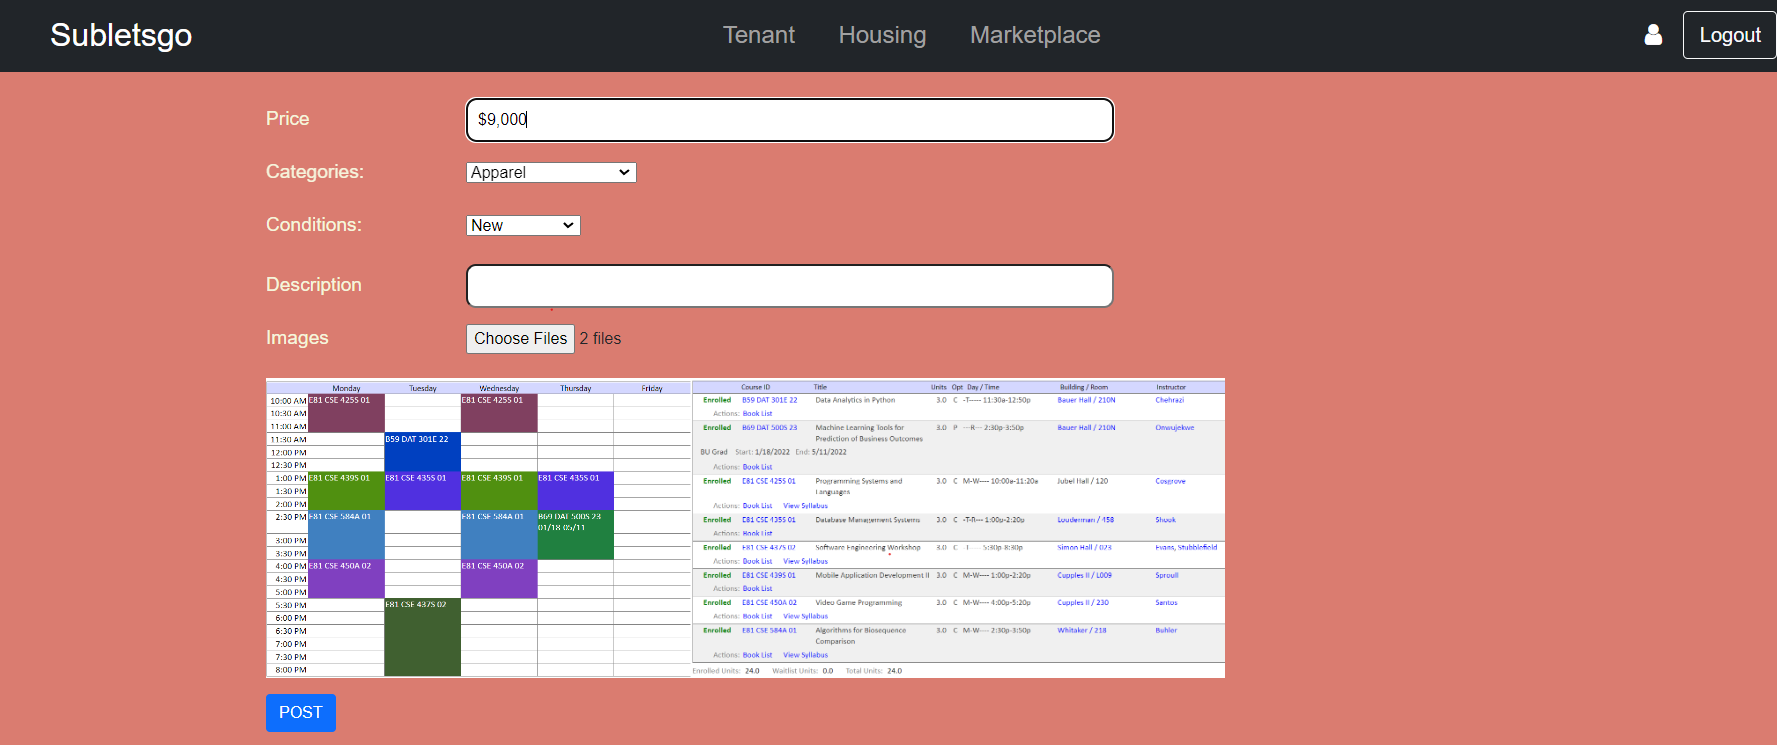 Subletsgo Tenant Housing Marketplace Logout
Price $9,000
Categories: Apparel
Conditions: New
Description
Images Choose Files 2 files
Monday Tuesday Wednesday Thursday Friday
10:00 AM E81 CSE 425S 01 E81 CSE 425S 01
10:30 AM
11:00 AM
11:30 AM B59 DAT 301E 22
12:00 PM
12:30 PM
1:00 PM E81 CSE 439S 01 E81 CSE 435S 01 E81 CSE 439S 01 E81 CSE 435S 01
1:30 PM
2:00 PM
2:30 PM E81 CSE 584A 01 E81 CSE 584A 01 B69 DAT 500S 23
01/18-05/11
3:00 PM
3:30 PM
4:00 PM E81 CSE 450A 02 E81 CSE 450A 02
4:30 PM
5:00 PM
5:30 PM E81 CSE 437S 02
6:00 PM
6:30 PM
7:00 PM
7:30 PM
8:00 PM
Course ID Title Units Opt Day / Time Building / Room Instructor
Enrolled B59 DAT 301E 22 Data Analytics in Python 3.0 C -T----- 11:30a-12:50p Bauer Hall / 210N Chehrazi
Actions: Book List
Enrolled B69 DAT 500S 23 Machine Learning Tools for 3.0 P ---R--- 2:30p-3:50p Bauer Hall / 210N Onwujekwe
Prediction of Business Outcomes
BU Grad Start: 1/18/2022 End: 5/11/2022
Actions: Book List
Enrolled E81 CSE 425S 01 Programming Systems and 3.0 C M-W---- 10:00a-11:20a Jubel Hall / 120 Cosgrove
Languages
Actions: Book List View Syllabus
Enrolled E81 CSE 435S 01 Database Management Systems 3.0 C -T-R--- 1:00p-2:20p Louderman / 458 Shook
Actions: Book List
Enrolled E81 CSE 437S 02 Software Engineering Workshop 3.0 C -T----- 5:30p-8:30p Simon Hall / 023 Evans, Stubblefield
Actions: Book List View Syllabus
Enrolled E81 CSE 439S 01 Mobile Application Development II 3.0 C M-W---- 1:00p-2:20p Cupples II / L009 Sproull
Actions: Book List
Enrolled E81 CSE 450A 02 Video Game Programming 3.0 C M-W---- 4:00p-5:20p Cupples II / 230 Santos
Actions: Book List View Syllabus
Enrolled E81 CSE 584A 01 Algorithms for Biosequence 3.0 C M-W---- 2:30p-3:50p Whitaker / 218 Buhler
Comparison
Actions: Book List View Syllabus
Enrolled Units: 24.0 Waitlist Units: 0.0 Total Units: 24.0
POST